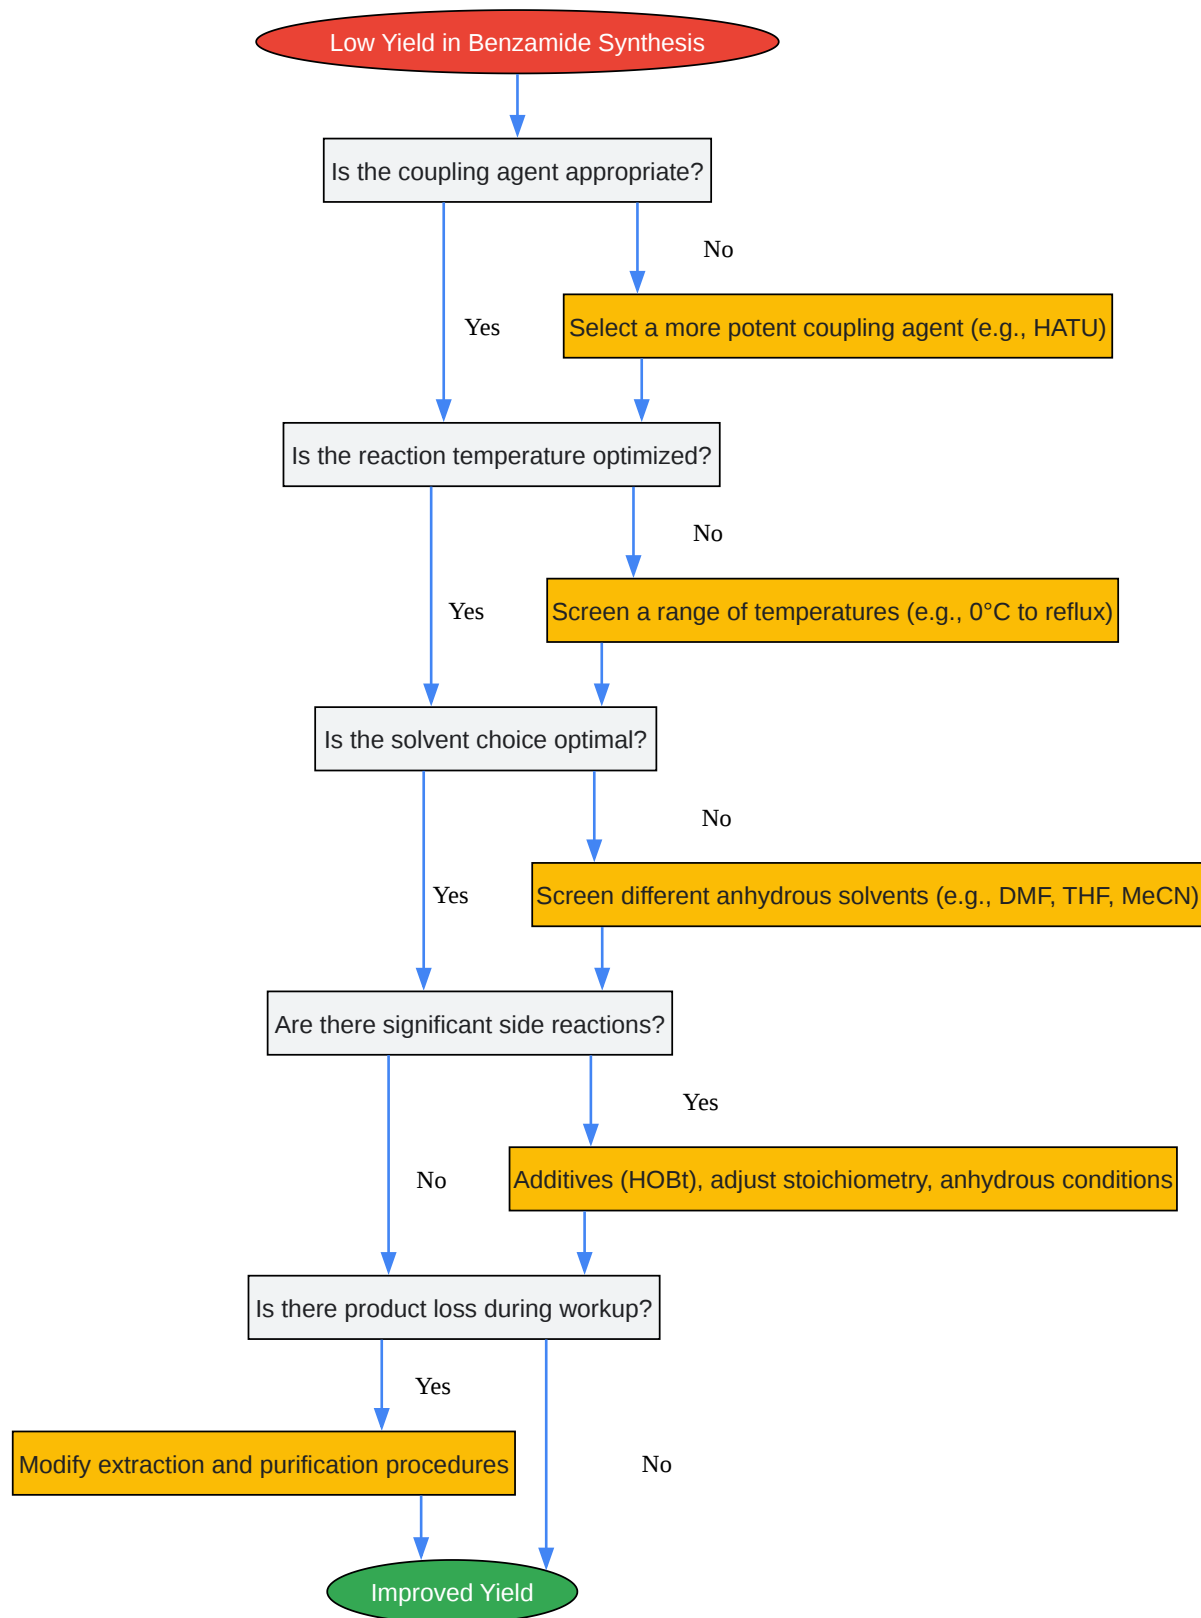 Low Yield in Benzamide Synthesis
Is the coupling agent appropriate?
No
Yes
Select a more potent coupling agent (e.g., HATU)
Is the reaction temperature optimized?
No
Yes
Screen a range of temperatures (e.g., 0°C to reflux)
Is the solvent choice optimal?
No
Yes
Screen different anhydrous solvents (e.g., DMF, THF, MeCN)
Are there significant side reactions?
Yes
No
Additives (HOBt), adjust stoichiometry, anhydrous conditions
Is there product loss during workup?
Yes
Modify extraction and purification procedures
No
Improved Yield